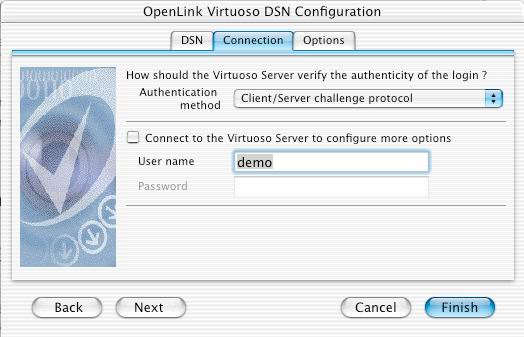 OpenLink Virtuoso DSN Configuration
DSN Connection Options
How should the Virtuoso Server verify the authenticity of the login ?
Authentication method
Client/Server challenge protocol
Connect to the Virtuoso Server to configure more options
User name demo
Password
Back Next Cancel Finish